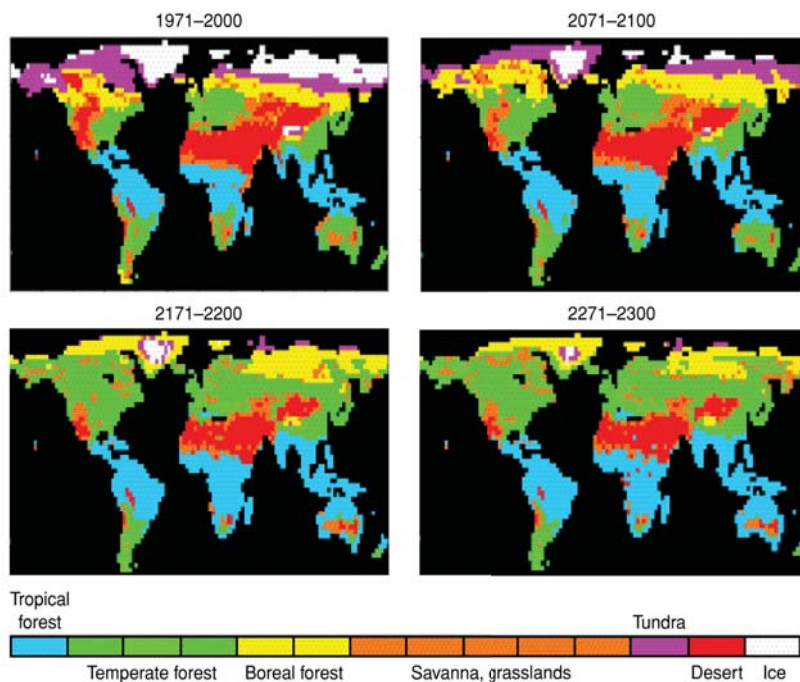 1971–2000
2071–2100
2171–2200
2271–2300
Tropical
forest
Tundra
Temperate forest
Boreal forest
Savanna, grasslands
Desert
Ice